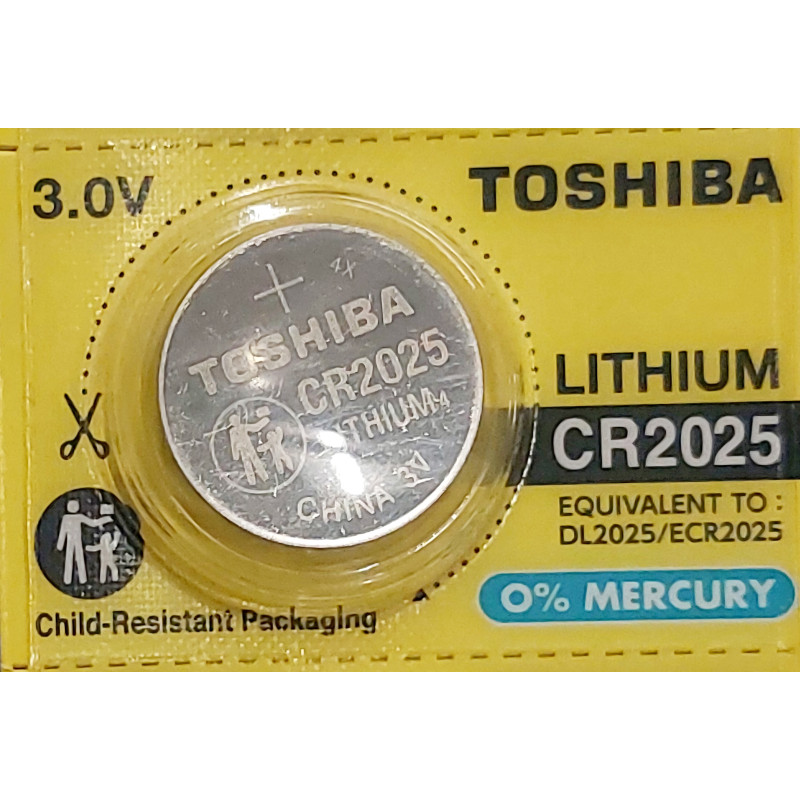 3.0V
TOSHIBA
+
TOSHIBA
CR2025
LITHIUM
CHINA 3V
LITHIUM
CR2025
EQUIVALENT TO :
DL2025/ECR2025
0% MERCURY
Child-Resistant Packaging